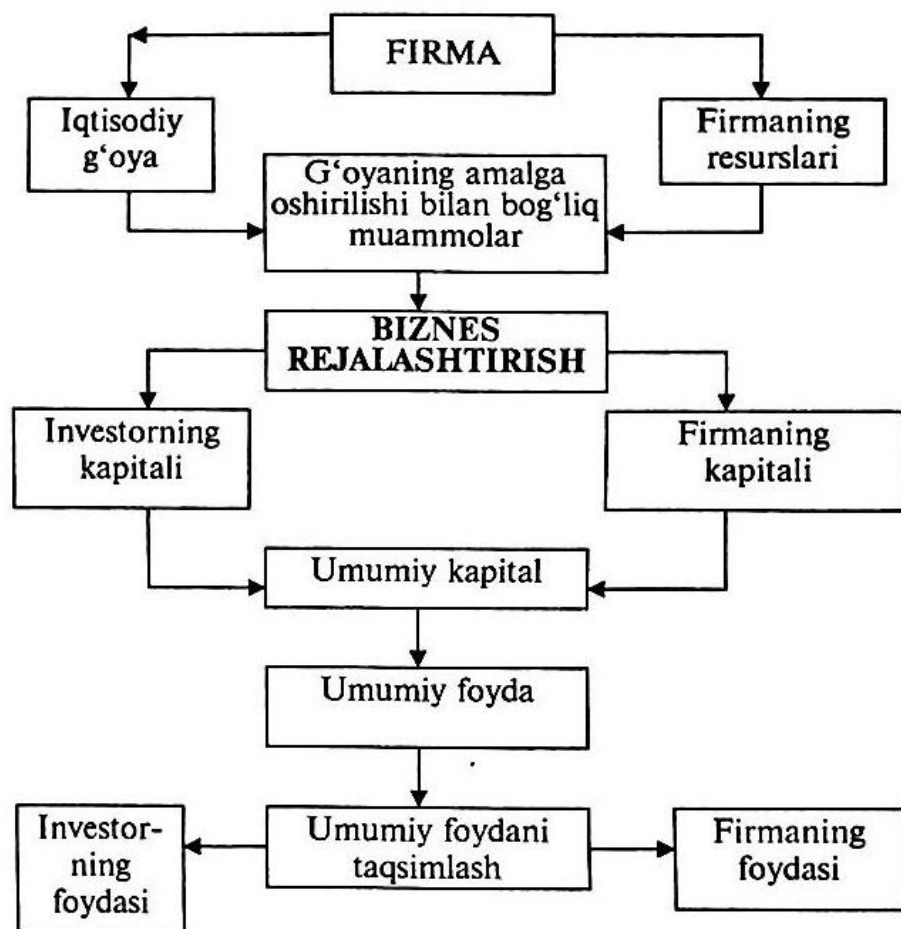 FIRMA
Iqtisodiy
g‘oya
Firmaning
resurslari
G‘oyaning amalga
oshirilishi bilan bog‘liq
muammolar
BIZNES
REJALASHTIRISH
Investorning
kapitali
Firmaning
kapitali
Umumiy kapital
Umumiy foyda
Investor-
ning
foydasi
Umumiy foydani
taqsimlash
Firmaning
foydasi